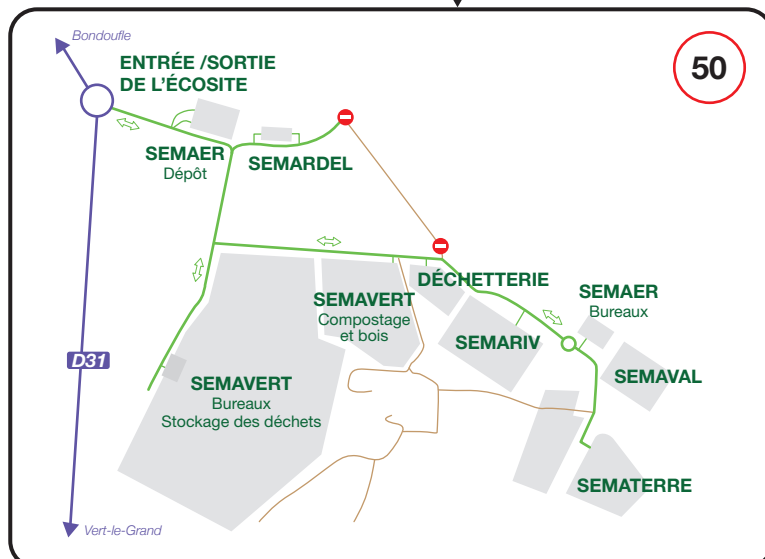 Bondoufle
ENTRÉE /SORTIE
DE L'ÉCOSITE
50
SEMAER
Dépôt
SEMARDEL
DÉCHETTERIE
SEMAVERT
Compostage
et bois
SEMAER
Bureaux
SEMARIV
D31
SEMAVERT
Bureaux
Stockage des déchets
SEMAVAL
SEMATERRE
Vert-le-Grand